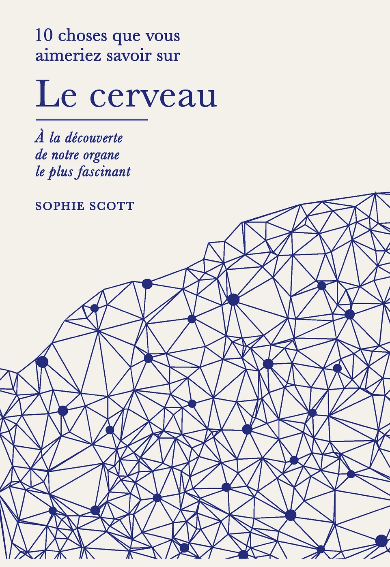 10 choses que vous
aimeriez savoir sur
Le cerveau
À la découverte
de notre organe
le plus fascinant
SOPHIE SCOTT